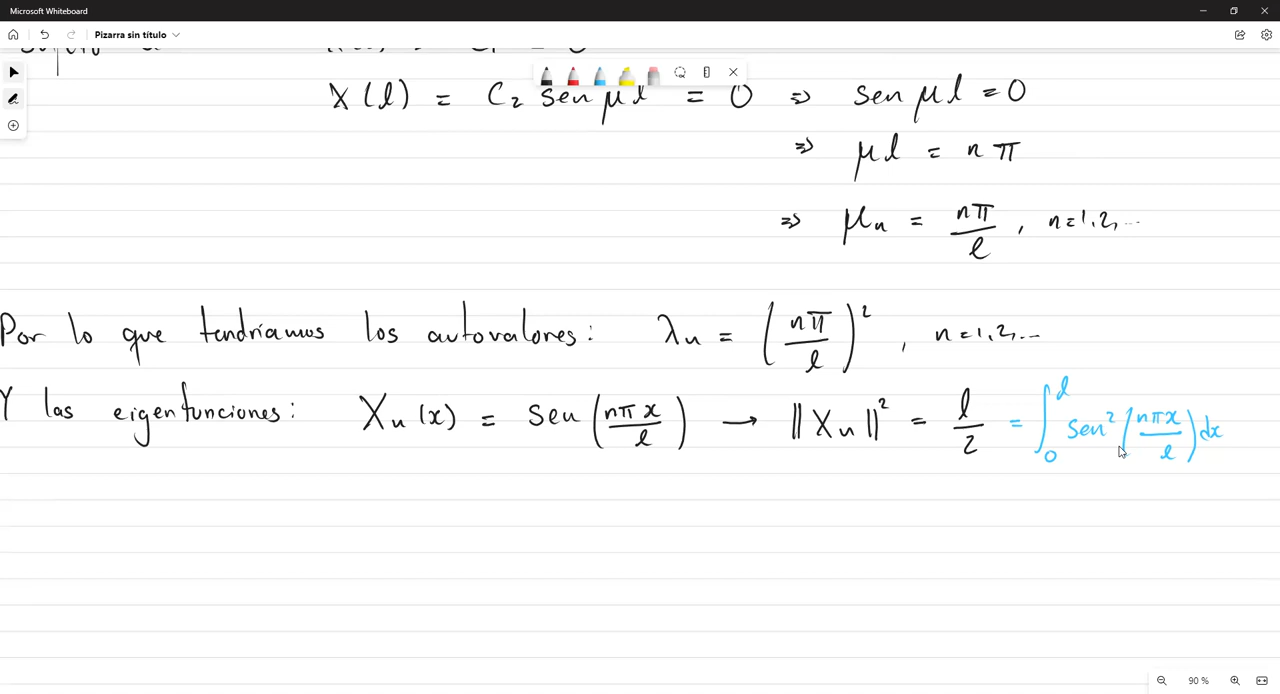 Microsoft Whiteboard
Pizarra sin título
X(l) = C₂ sen μl = 0 ⇒ sen μl = 0
⇒ μl = nπ
⇒ μₙ = nπ/l , n=1,2,...
Por lo que tendríamos los autovalores: λₙ = (nπ/l)² , n=1,2,...
Y las eigenfunciones: Xₙ(x) = sen(nπx/l) → ||Xₙ||² = l/2 = ∫₀ˡ sen²(nπx/l)dx
90 %